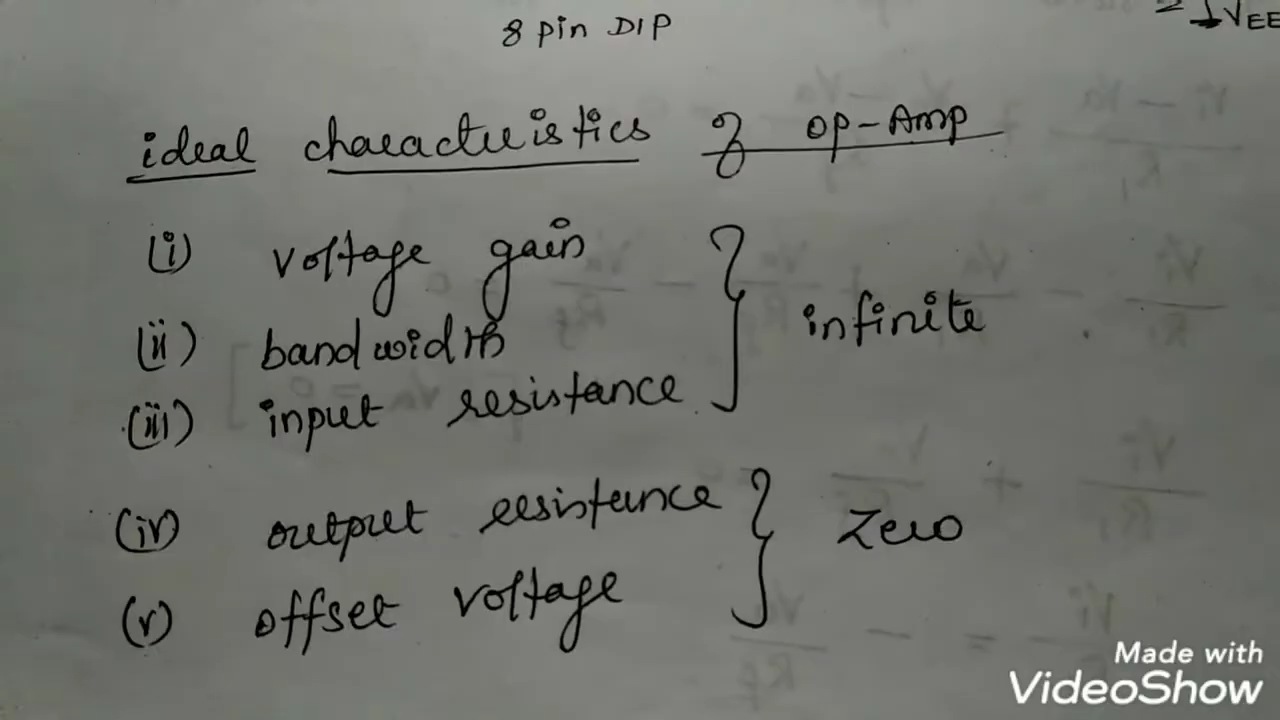 8 pin DIP
- IVEE
ideal characteristics of OP-Amp
(i) voltage gain
(ii) bandwidth
(iii) input resistance
infinite
(iv) output resistance
(v) offset voltage
Zero
Made with
VideoShow